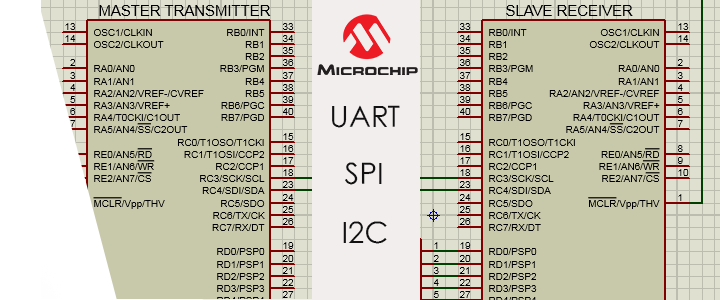 MASTER TRANSMITTER
13 OSC1/CLKIN RB0/INT 33
14 OSC2/CLKOUT RB1 34
RB2 35
2 RA0/AN0 RB3/PGM 36
3 RA1/AN1 RB4 37
4 RA2/AN2/VREF-/CVREF RB5 38
5 RA3/AN3/VREF+ RB6/PGC 39
6 RA4/T0CKI/C1OUT RB7/PGD 40
7 RA5/AN4/SS/C2OUT
RC0/T1OSO/T1CKI 15
RE0/AN5/RD RC1/T1OSI/CCP2 16
RE1/AN6/WR RC2/CCP1 17
RE2/AN7/CS RC3/SCK/SCL 18
RC4/SDI/SDA 23
MCLR/Vpp/THV RC5/SDO 24
RC6/TX/CK 25
RC7/RX/DT 26
RD0/PSP0 19
RD1/PSP1 20
RD2/PSP2 21
RD3/PSP3 22
27
MICROCHIP
UART
SPI
I2C
SLAVE RECEIVER
33 RB0/INT OSC1/CLKIN 13
34 RB1 OSC2/CLKOUT 14
35 RB2
36 RB3/PGM RA0/AN0 2
37 RB4 RA1/AN1 3
38 RB5 RA2/AN2/VREF-/CVREF 4
39 RB6/PGC RA3/AN3/VREF+ 5
40 RB7/PGD RA4/T0CKI/C1OUT 6
RA5/AN4/SS/C2OUT 7
15 RC0/T1OSO/T1CKI
16 RC1/T1OSI/CCP2 RE0/AN5/RD 8
17 RC2/CCP1 RE1/AN6/WR 9
18 RC3/SCK/SCL RE2/AN7/CS 10
23 RC4/SDI/SDA
24 RC5/SDO MCLR/Vpp/THV 1
25 RC6/TX/CK
26 RC7/RX/DT
1 19 RD0/PSP0
2 20 RD1/PSP1
3 21 RD2/PSP2
4 22 RD3/PSP3
5 27